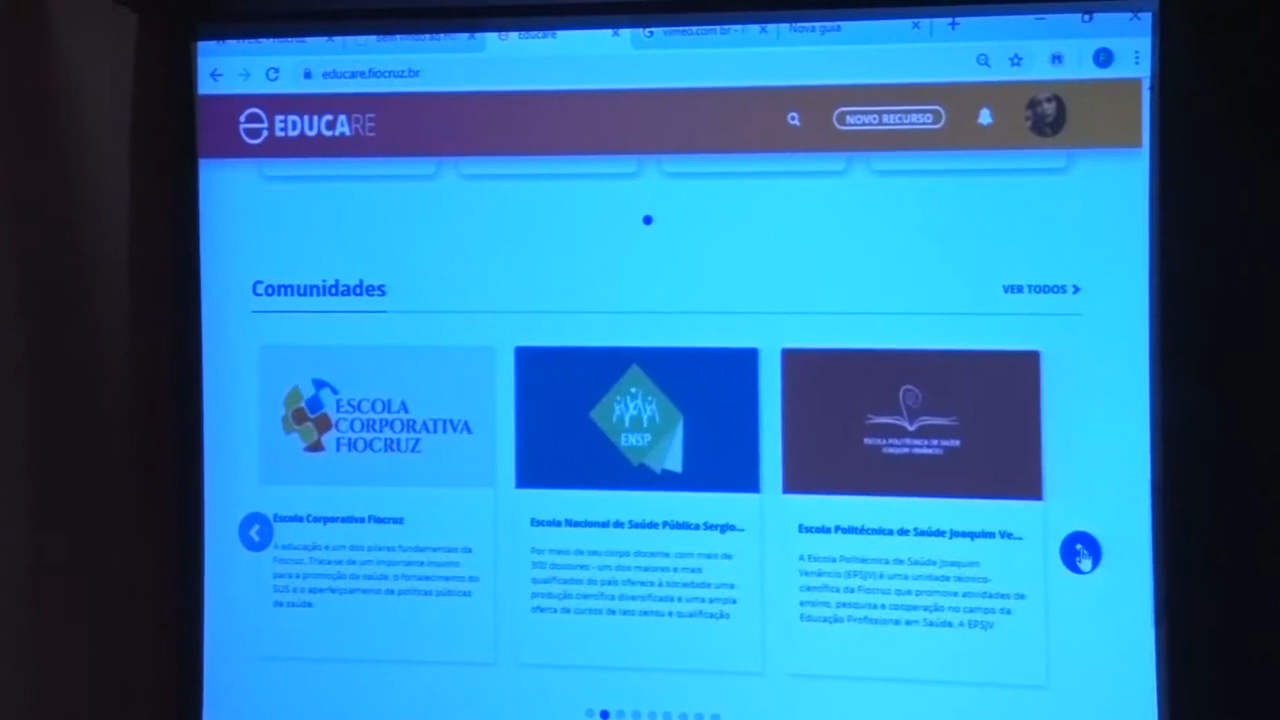 Educare
vimeo.com.br -
Nova guia
educare.fiocruz.br
EDUCARE
NOVO RECURSO
Comunidades
VER TODOS
ESCOLA
CORPORATIVA
FIOCRUZ
ENSP
ESCOLA POLITÉCNICA DE SAÚDE
JOAQUIM VENÂNCIO
Escola Corporativa Fiocruz
A educação é um dos pilares fundamentais da
Fiocruz. Trata-se de um importante insumo
para a promoção da saúde, o fortalecimento do
SUS e o aperfeiçoamento de políticas públicas
de saúde.
Escola Nacional de Saúde Pública Sergio...
Por meio de seu corpo docente, com mais de
300 doutores - um dos maiores e mais
qualificados do país oferece à sociedade uma
produção científica diversificada e uma ampla
oferta de cursos de lato sensu e qualificação
Escola Politécnica de Saúde Joaquim Ve...
A Escola Politécnica de Saúde Joaquim
Venâncio (EPSJV) é uma unidade técnico-
científica da Fiocruz que promove atividades de
ensino, pesquisa e cooperação no campo da
Educação Profissional em Saúde. A EPSJV